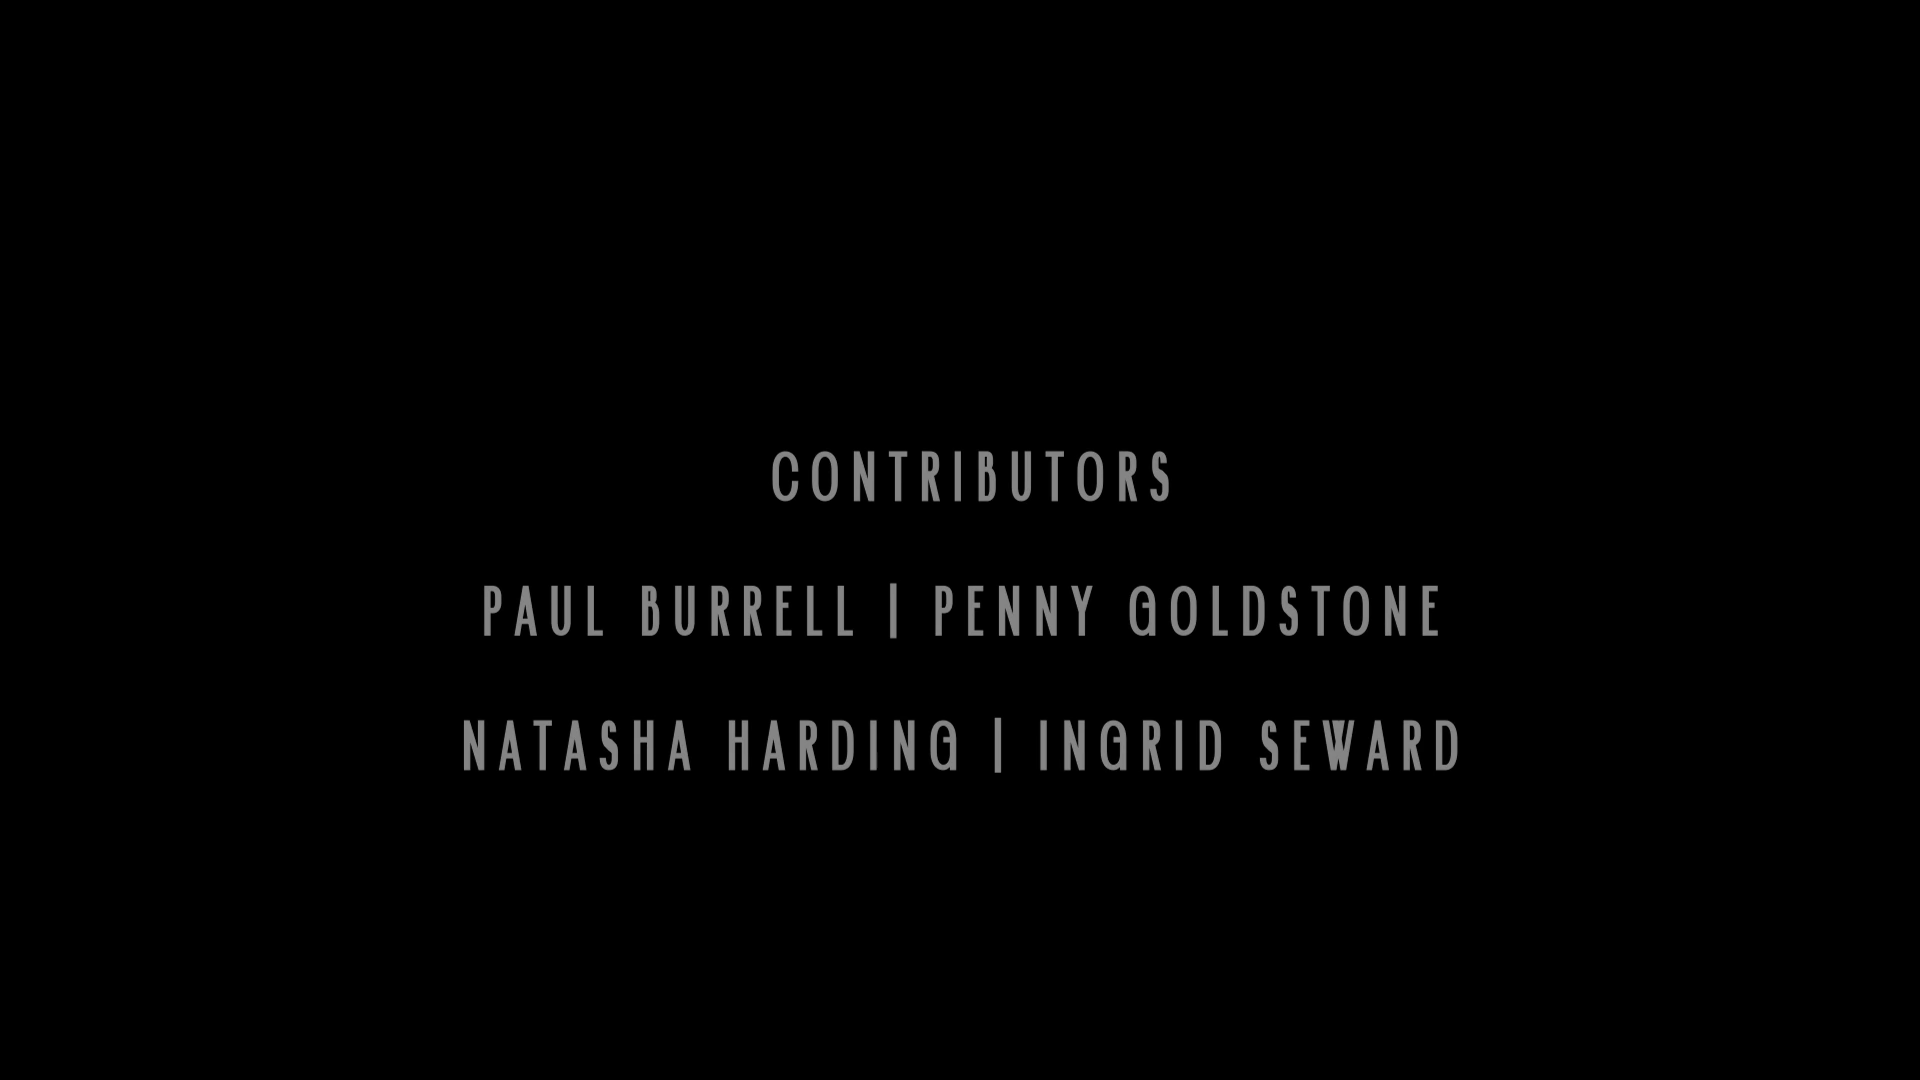 CONTRIBUTORS
PAUL BURRELL | PENNY GOLDSTONE
NATASHA HARDING | INGRID SEWARD